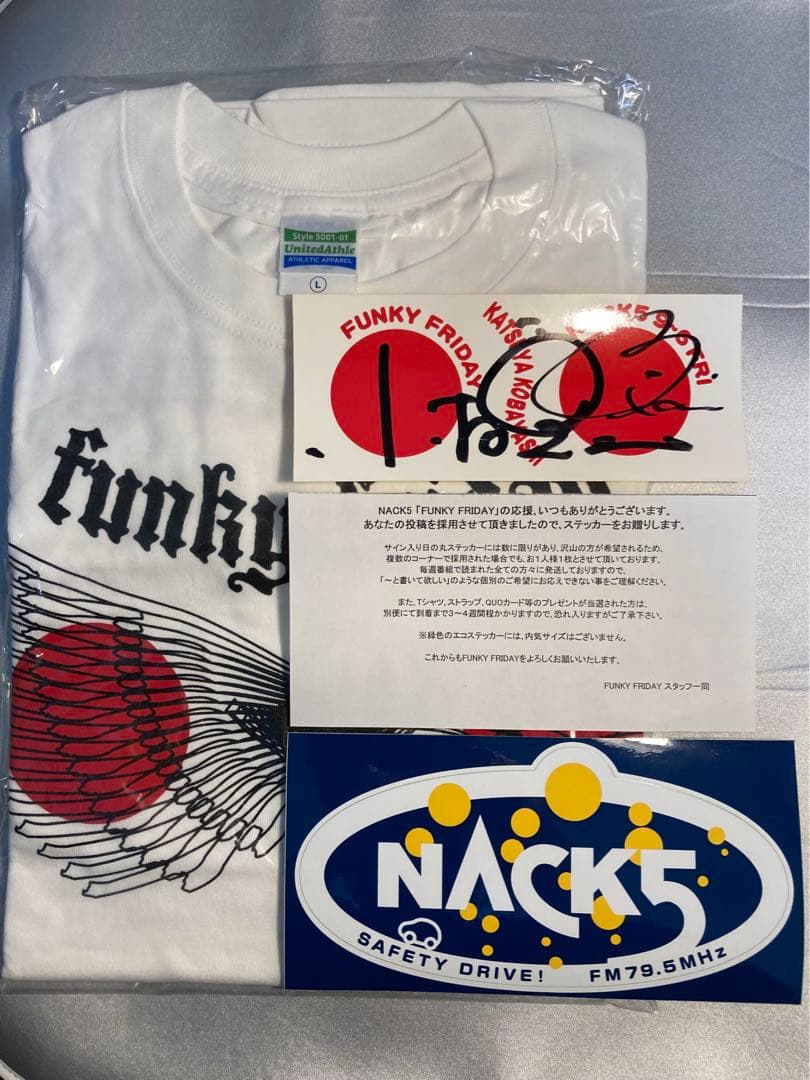 Style 5001-01
UnitedAthle
ATHLETIC APPAREL
L
funky
FUNKY FRIDAY
KATSUYA KOBAYASHI
NACK5 9-6 FRI
NACK5「FUNKY FRIDAY」の応援、いつもありがとうございます。
あなたの投稿を採用させて頂きましたので、ステッカーをお贈りします。
サイン入り日の丸ステッカーには数に限りがあり、沢山の方が希望されるため、
複数のコーナーで採用された場合でも、お1人様1枚とさせて頂いております。
毎週番組で読まれた全ての方々に発送しておりますので、
「～と書いて欲しい」のような個別のご希望にお応えできない事をご理解ください。
また、Tシャツ、ストラップ、QUOカード等のプレゼントが当選された方は、
別便にて到着まで3～4週間程かかりますので、恐れ入りますがご了承下さい。
※緑色のエコステッカーには、内気サイズはございません。
これからもFUNKY FRIDAYをよろしくお願いいたします。
FUNKY FRIDAY スタッフ一同
NACK5
SAFETY DRIVE! FM79.5MHz